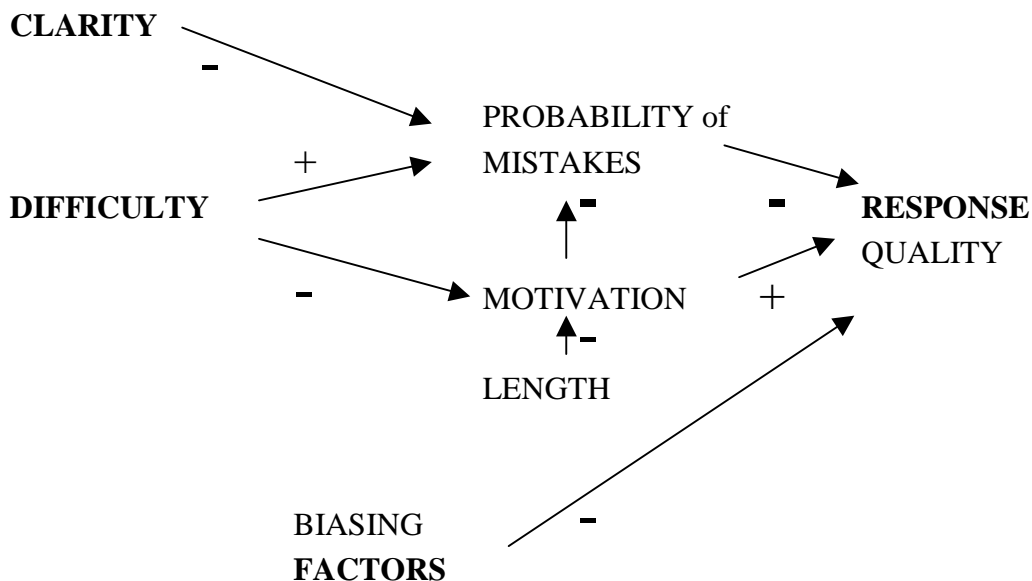 CLARITY
-
PROBABILITY of
+
MISTAKES
DIFFICULTY
-
-
RESPONSE
QUALITY
-
MOTIVATION
+
-
LENGTH
BIASING
-
FACTORS